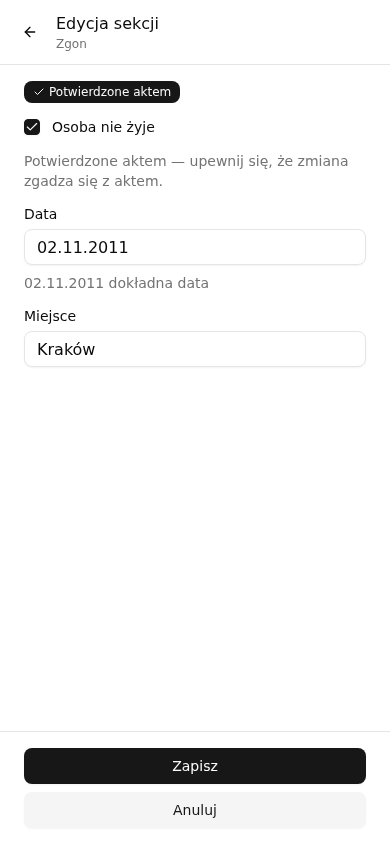 Edycja sekcji
Zgon
Potwierdzone aktem
Osoba nie żyje
Potwierdzone aktem — upewnij się, że zmiana
zgadza się z aktem.
Data
02.11.2011
02.11.2011 dokładna data
Miejsce
Kraków
Zapisz
Anuluj